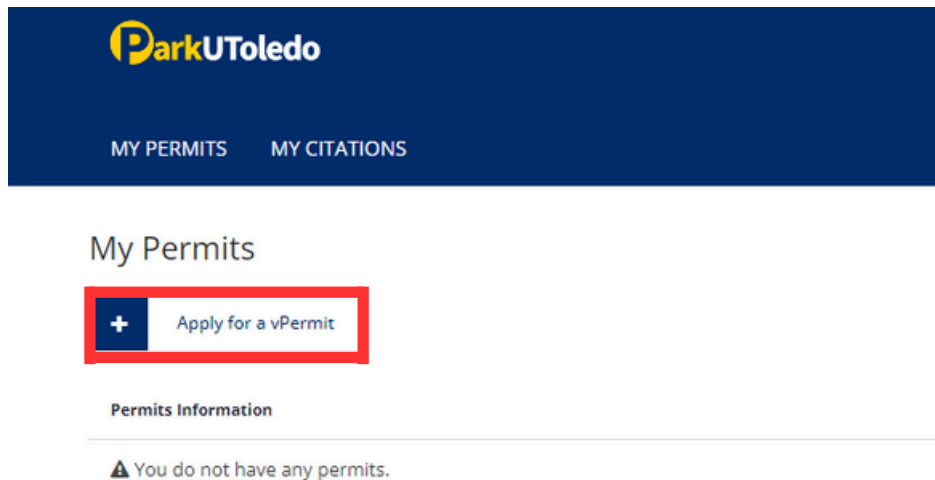 ParkUToledo
MY PERMITS MY CITATIONS
My Permits
+ Apply for a vPermit
Permits Information
You do not have any permits.